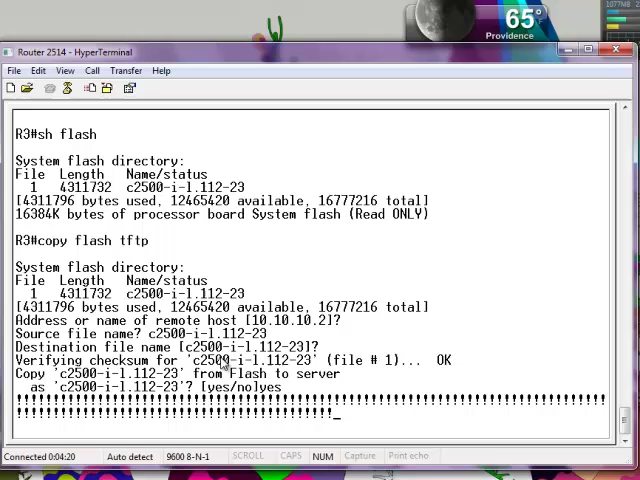 1077MB
65°F
Providence
Router 2514 - HyperTerminal
File Edit View Call Transfer Help
R3#sh flash
System flash directory:
File Length Name/status
1 4311732 c2500-i-l.112-23
[4311796 bytes used, 12465420 available, 16777216 total]
16384K bytes of processor board System flash (Read ONLY)
R3#copy flash tftp
System flash directory:
File Length Name/status
1 4311732 c2500-i-l.112-23
[4311796 bytes used, 12465420 available, 16777216 total]
Address or name of remote host [10.10.10.2]?
Source file name? c2500-i-l.112-23
Destination file name [c2500-i-l.112-23]?
Verifying checksum for 'c2500-i-l.112-23' (file # 1)... OK
Copy 'c2500-i-l.112-23' from Flash to server
as 'c2500-i-l.112-23'? [yes/no]yes
!!!!!!!!!!!!!!!!!!!!!!!!!!!!!!!!!!!!!!!!!!!!!!!!!!!!!!!!!!!!!!!!!!!!!!!!!!!!!!!!
!!!!!!!!!!!!!!!!!!!!!!!!!!!!!!!!!!!!!!!!!!!_
Connected 0:04:20 Auto detect 9600 8-N-1 SCROLL CAPS NUM Capture Print echo